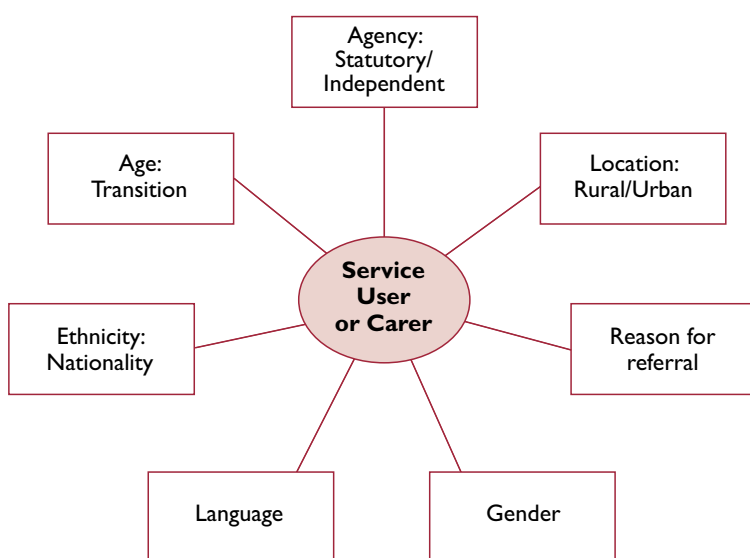 Agency:
Statutory/
Independent
Age:
Transition
Location:
Rural/Urban
Service
User
or Carer
Ethnicity:
Nationality
Reason for
referral
Language
Gender